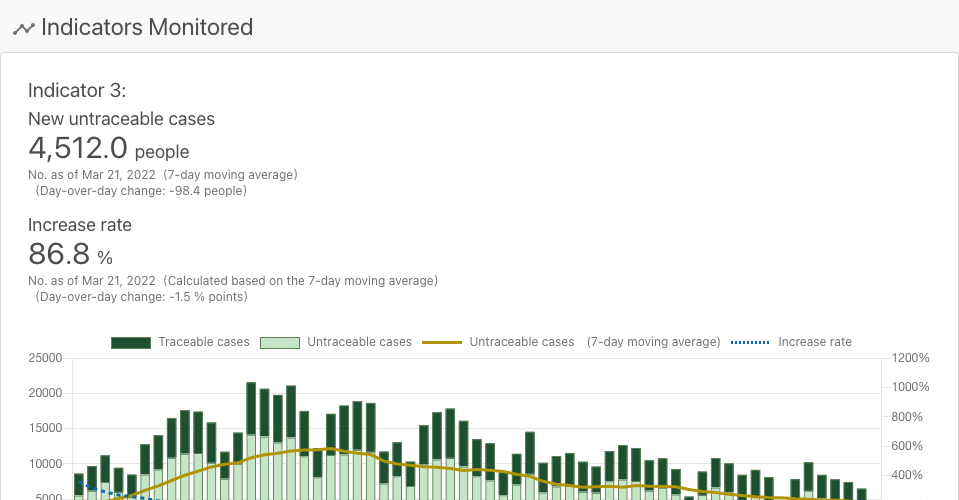 Indicators Monitored
Indicator 3:
New untraceable cases
4,512.0 people
No. as of Mar 21, 2022 (7-day moving average)
(Day-over-day change: -98.4 people)
Increase rate
86.8 %
No. as of Mar 21, 2022 (Calculated based on the 7-day moving average)
(Day-over-day change: -1.5 % points)
Traceable cases Untraceable cases Untraceable cases (7-day moving average) Increase rate
25000 1200%
1000%
20000
800%
15000
600%
10000
400%
5000